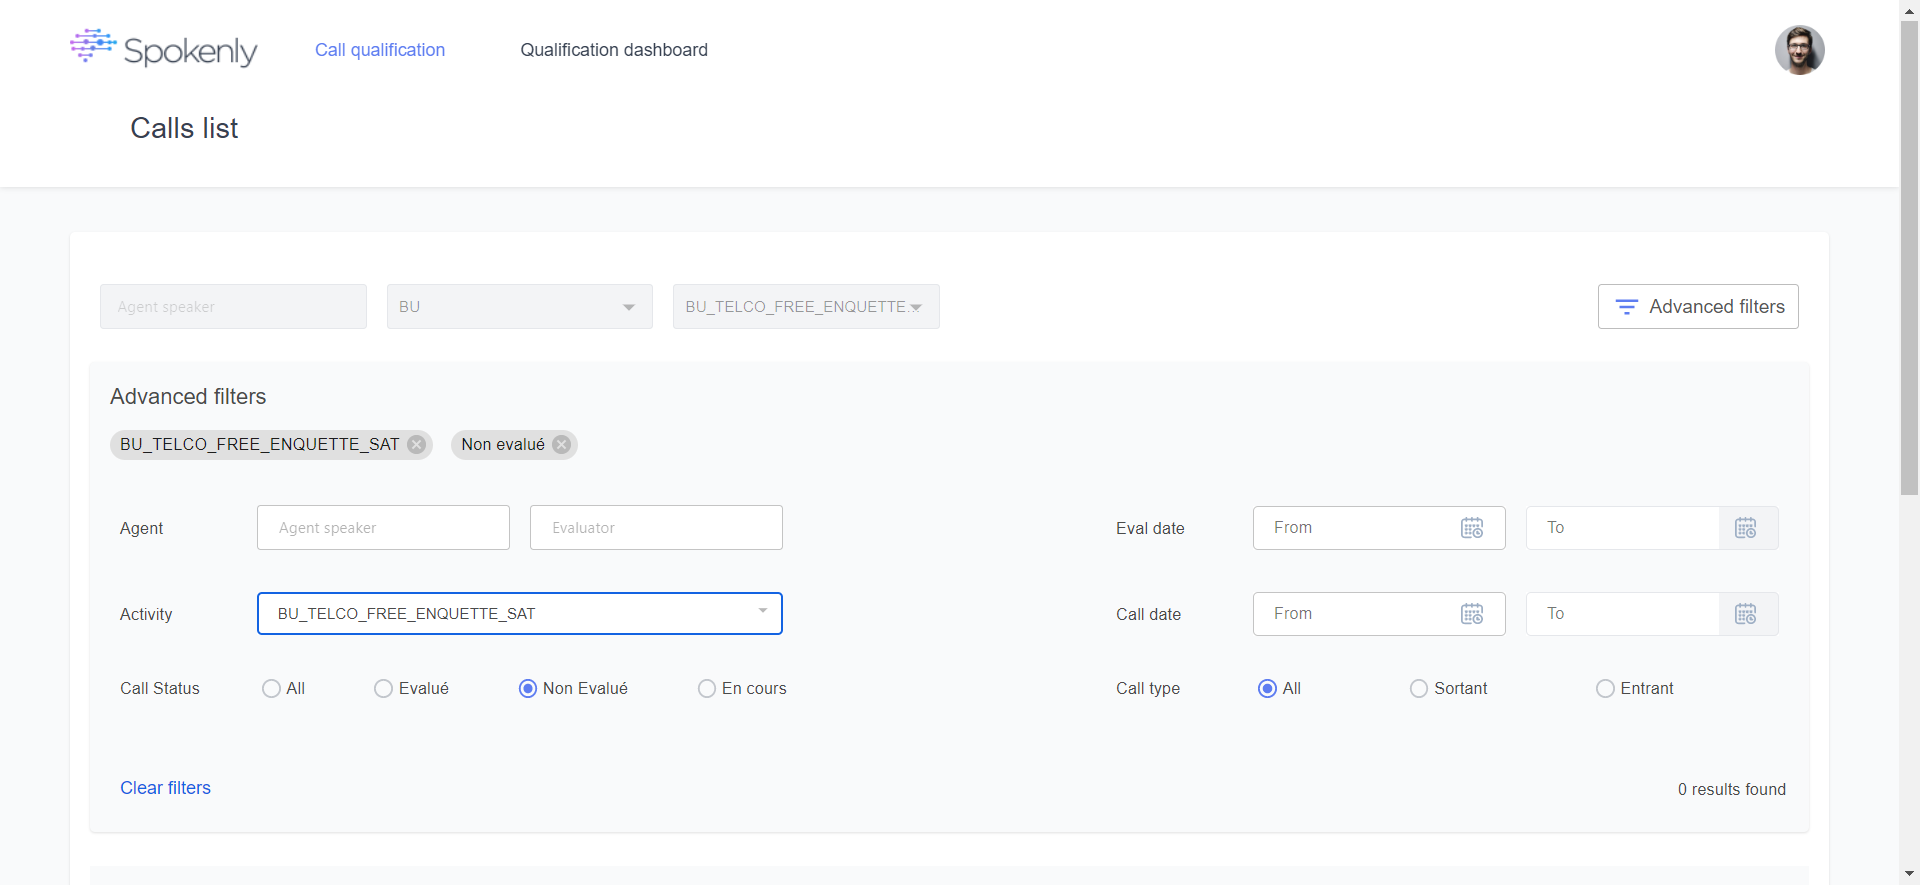 Spokenly
Call qualification
Qualification dashboard
Calls list
Agent speaker
BU
BU_TELCO_FREE_ENQUETTE...
Advanced filters
Advanced filters
BU_TELCO_FREE_ENQUETTE_SAT
Non evalué
Agent
Agent speaker
Evaluator
Eval date
From
To
Activity
BU_TELCO_FREE_ENQUETTE_SAT
Call date
From
To
Call Status
All
Evalué
Non Evalué
En cours
Call type
All
Sortant
Entrant
Clear filters
0 results found